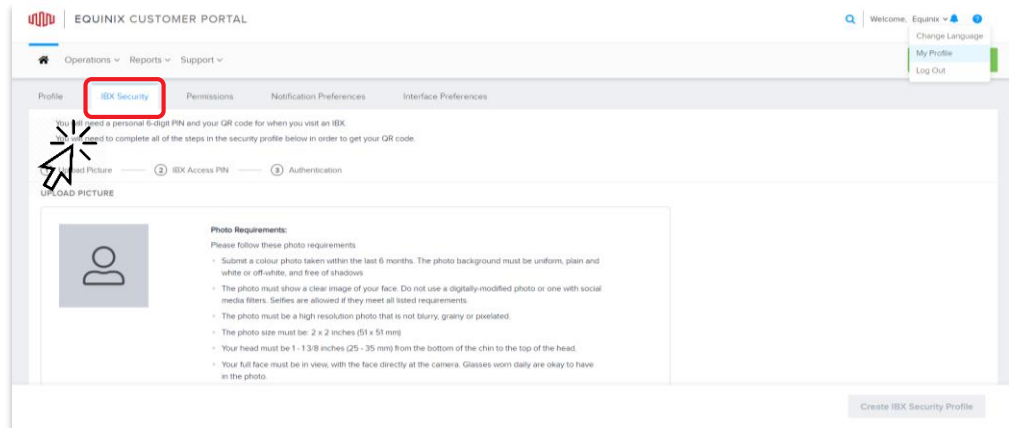 EQUINIX CUSTOMER PORTAL
Welcome, Equinix
Change Language
My Profile
Log Out
Operations Reports Support
Profile IBX Security Permissions Notification Preferences Interface Preferences
You will need a personal 6-digit PIN and your QR code for when you visit an IBX.
You will need to complete all of the steps in the security profile below in order to get your QR code.
Upload Picture 2 IBX Access PIN 3 Authentication
UPLOAD PICTURE
Photo Requirements:
Please follow these photo requirements
Submit a colour photo taken within the last 6 months. The photo background must be uniform, plain and
white or off-white, and free of shadows
The photo must show a clear image of your face. Do not use a digitally-modified photo or one with social
media filters. Selfies are allowed if they meet all listed requirements.
The photo must be a high resolution photo that is not blurry, grainy or pixelated.
The photo size must be: 2 x 2 inches (51 x 51 mm)
Your head must be 1 - 1 3/8 inches (25 - 35 mm) from the bottom of the chin to the top of the head.
Your full face must be in view, with the face directly at the camera. Glasses worn daily are okay to have
in the photo.
Create IBX Security Profile